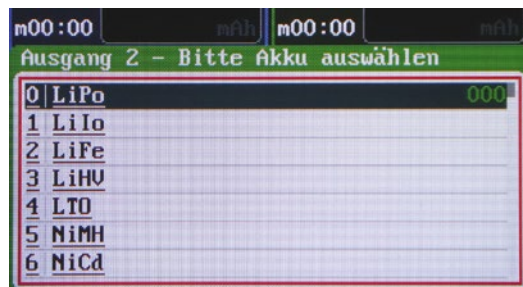 m00:00 mAh m00:00 mAh
Ausgang 2 - Bitte Akku auswählen
0 LiPo 000
1 LiIo
2 LiFe
3 LiHV
4 LTO
5 NiMH
6 NiCd